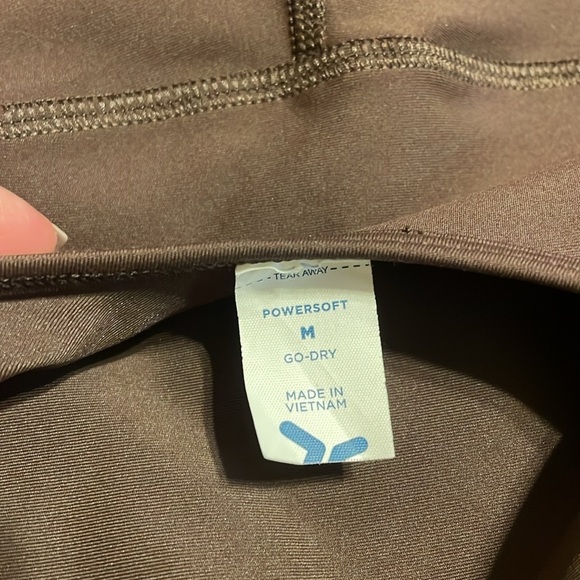 TEAR AWAY
POWERSOFT
M
GO-DRY
MADE IN
VIETNAM